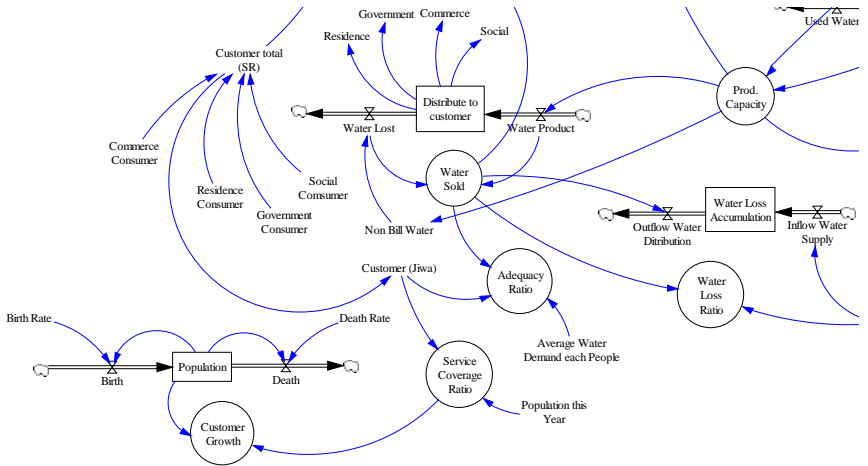 Government
Commerce
Used Water
Residence
Social
Customer total
(SR)
Prod.
Capacity
Distribute to
customer
Water Lost
Water Product
Commerce
Consumer
Residence
Consumer
Social
Comsumer
Government
Consumer
Water
Sold
Non Bill Water
Water Loss
Accumulation
Outflow Water
Ditribution
Inflow Water
Supply
Customer (Jiwa)
Adequacy
Ratio
Water
Loss
Ratio
Birth Rate
Death Rate
Average Water
Demand each People
Population
Birth
Death
Service
Coverage
Ratio
Population this
Year
Customer
Growth